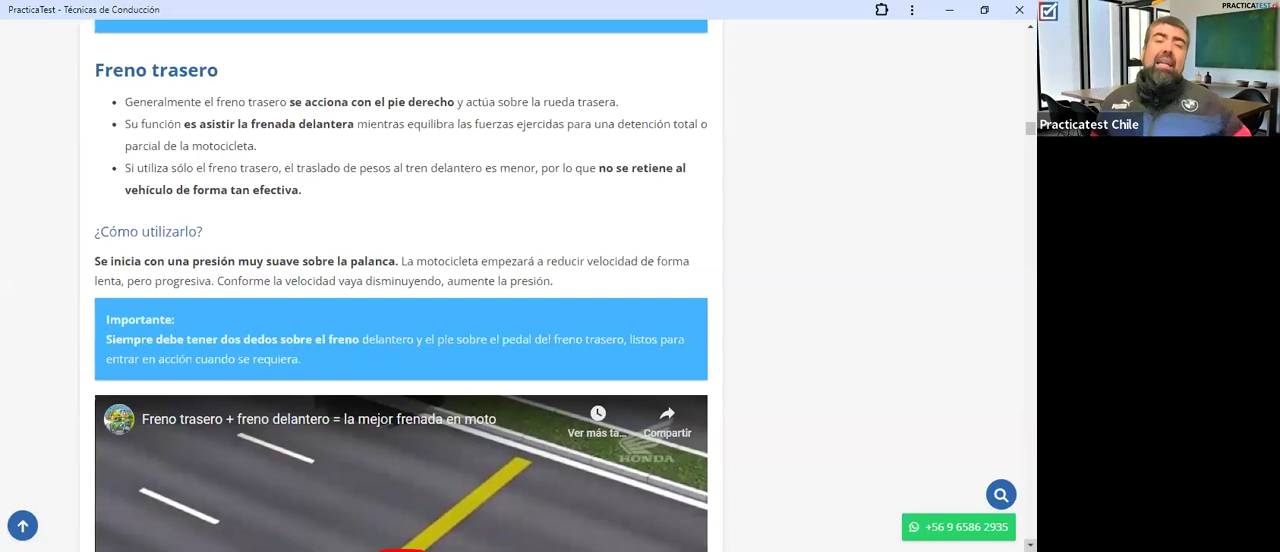 PracticaTest - Técnicas de Conducción
PRACTICATEST
Practicatest Chile
Freno trasero
Generalmente el freno trasero se acciona con el pie derecho y actúa sobre la rueda trasera.
Su función es asistir la frenada delantera mientras equilibra las fuerzas ejercidas para una detención total o
parcial de la motocicleta.
Si utiliza sólo el freno trasero, el traslado de pesos al tren delantero es menor, por lo que no se retiene al
vehículo de forma tan efectiva.
¿Cómo utilizarlo?
Se inicia con una presión muy suave sobre la palanca. La motocicleta empezará a reducir velocidad de forma
lenta, pero progresiva. Conforme la velocidad vaya disminuyendo, aumente la presión.
Importante:
Siempre debe tener dos dedos sobre el freno delantero y el pie sobre el pedal del freno trasero, listos para
entrar en acción cuando se requiera.
Freno trasero + freno delantero = la mejor frenada en moto
Ver más ta...
Compartir
HONDA
+56 9 6586 2935